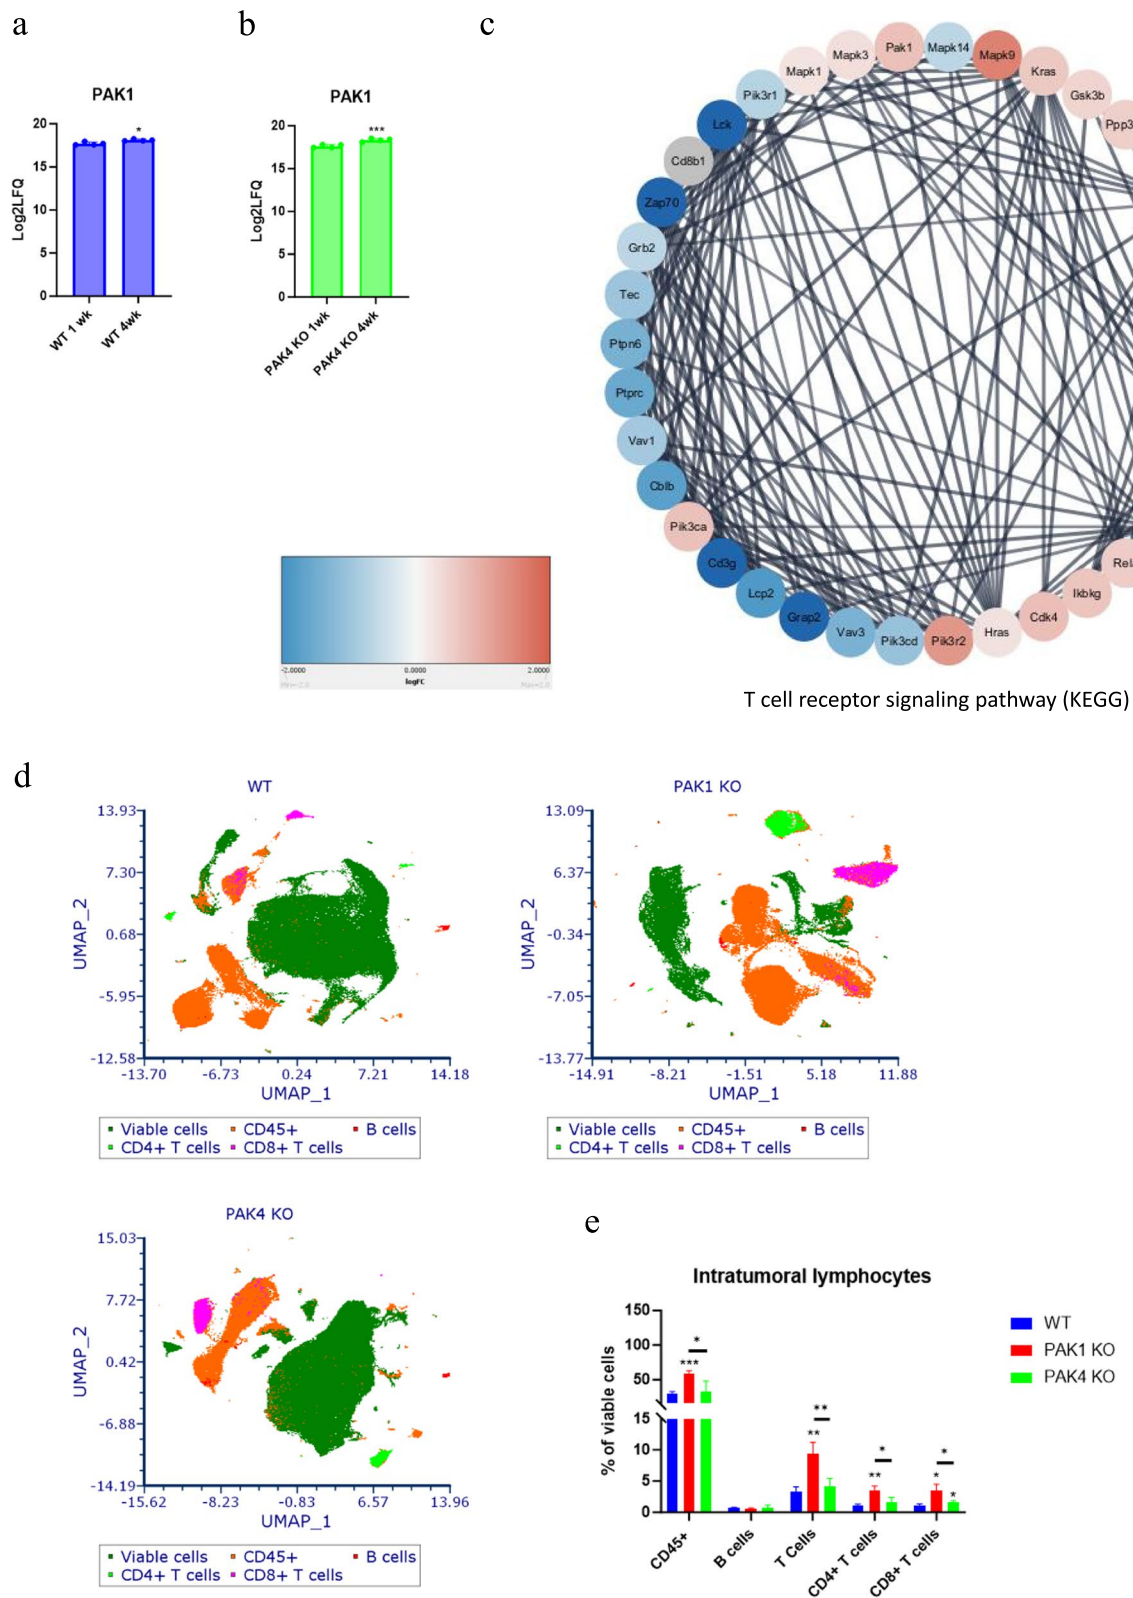 a
b
c
PAK1
20
15
10
5
0
Log2LFQ
*
WT 1 wk
WT 4wk
PAK1
20
15
10
5
0
Log2LFQ
***
PAK4 KO 1wk
PAK4 KO 4wk
Mapk1
Mapk3
Pak1
Mapk14
Mapk9
Kras
Gsk3b
Ppp3
Pik3r1
Lck
Cd8b1
Zap70
Grb2
Tec
Ptpn6
Ptprc
Vav1
Cblb
Pik3ca
Cd3g
Lcp2
Grap2
Vav3
Pik3cd
Pik3r2
Hras
Cdk4
Ikbkg
Rela
-2.0000
0.0000
2.0000
logFC
Min=-2.0
Max=2.0
T cell receptor signaling pathway (KEGG)
d
WT
13.93
7.30
0.68
-5.95
-12.58
UMAP_2
-13.70
-6.73
0.24
7.21
14.18
UMAP_1
Viable cells
CD45+
B cells
CD4+ T cells
CD8+ T cells
PAK1 KO
13.09
6.37
-0.34
-7.05
-13.77
UMAP_2
-14.91
-8.21
-1.51
5.18
11.88
UMAP_1
Viable cells
CD45+
B cells
CD4+ T cells
CD8+ T cells
PAK4 KO
15.03
7.72
0.42
-6.88
-14.19
UMAP_2
-15.62
-8.23
-0.83
6.57
13.96
UMAP_1
Viable cells
CD45+
B cells
CD4+ T cells
CD8+ T cells
e
Intratumoral lymphocytes
150
100
50
15
10
5
0
% of viable cells
***
*
**
**
**
*
*
*
*
CD45+
B cells
T Cells
CD4+ T cells
CD8+ T cells
WT
PAK1 KO
PAK4 KO